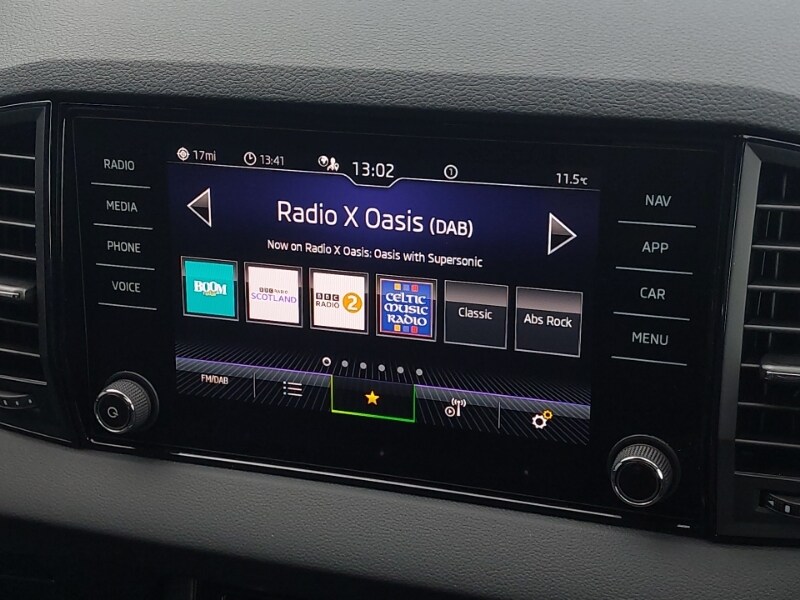 RADIO
MEDIA
PHONE
VOICE
17mi 13:41 13:02 1 11.5°C
Radio X Oasis (DAB)
Now on Radio X Oasis: Oasis with Supersonic
BOOM
BBC RADIO
SCOTLAND
BBC
RADIO 2
CELTIC
MUSIC
RADIO
Classic
Abs Rock
FM/DAB
NAV
APP
CAR
MENU